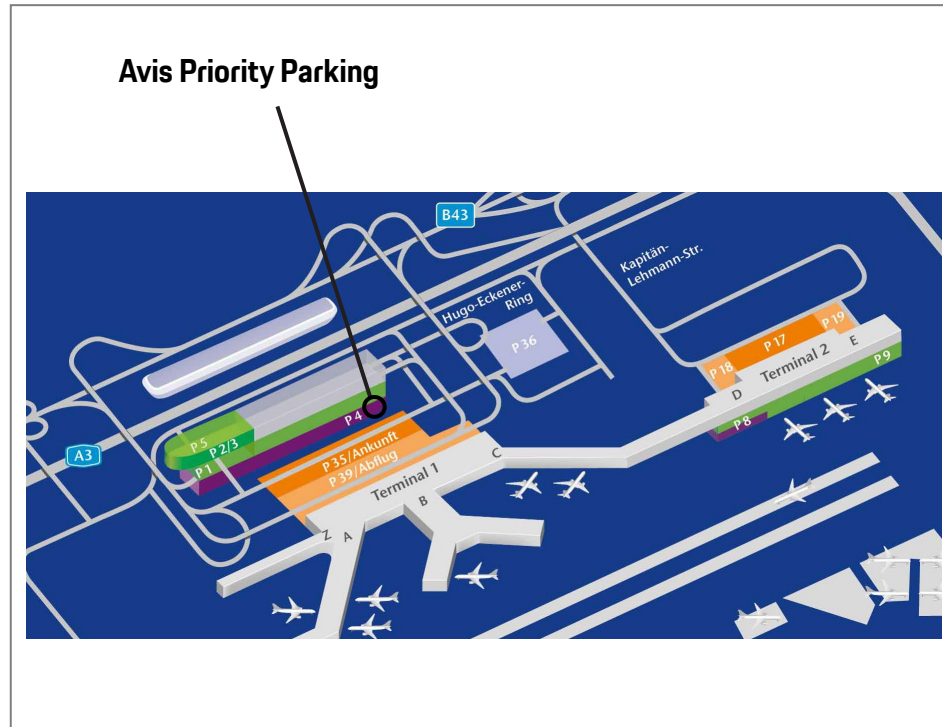 Avis Priority Parking
B43
Kapitän-
Lehmann-Str.
Hugo-Eckener-
Ring
P 36
P 19
P 17
P 18
Terminal 2
E
D
P 9
P 8
A3
P 5
P 2/3
P 1
P 4
P 35/Ankunft
P 39/Abflug
Terminal 1
C
B
A
Z